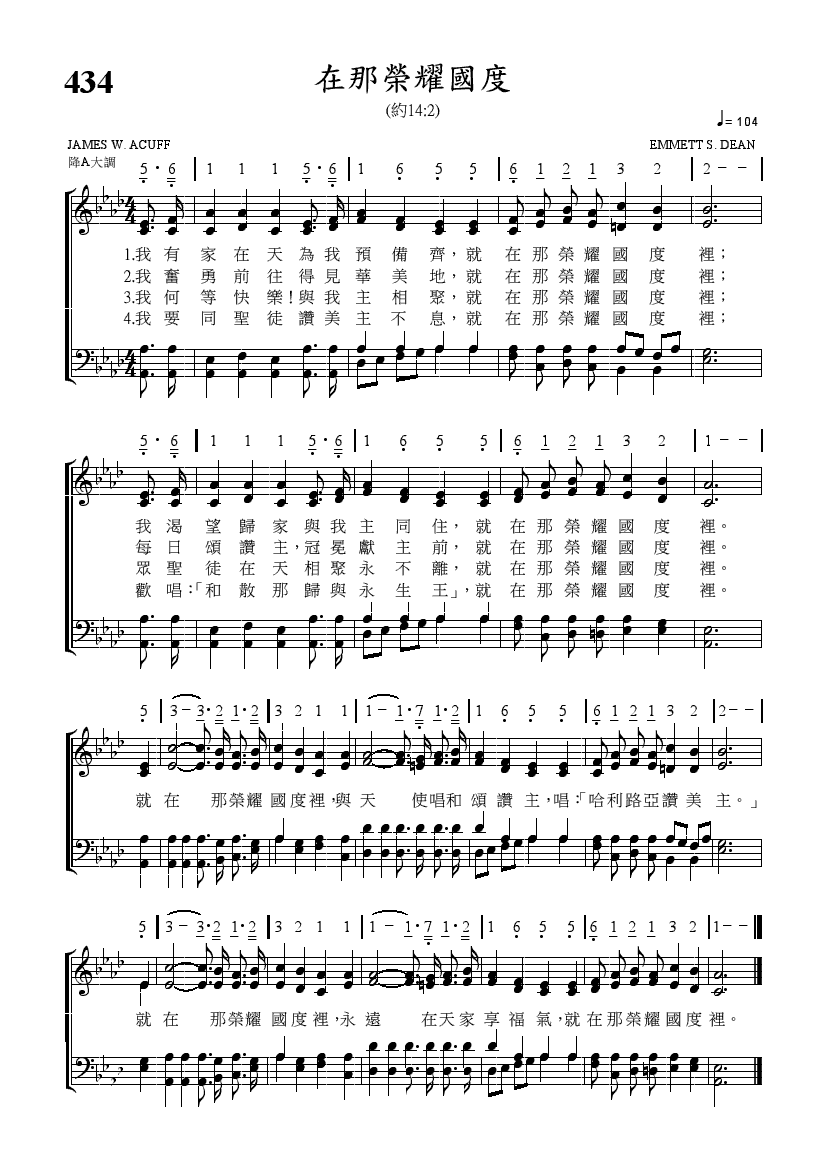 434
在那榮耀國度
(約14:2)
♩= 104
JAMES W. ACUFF
EMMETT S. DEAN
降A大調
5· 6 | 1 1 1 5· 6 | 1 6 5 5 | 6 1 2 1 3 2 | 2 – – |
1.我有家在天為我預備齊，就在那榮耀國度裡；
2.我奮勇前往得見華美地，就在那榮耀國度裡；
3.我何等快樂！與我主相聚，就在那榮耀國度裡；
4.我要同聖徒讚美主不息，就在那榮耀國度裡；
5· 6 | 1 1 1 5· 6 | 1 6 5 5 | 6 1 2 1 3 2 | 1 – – |
我渴望歸家與我主同住，就在那榮耀國度裡。
每日頌讚主，冠冕獻主前，就在那榮耀國度裡。
眾聖徒在天相聚永不離，就在那榮耀國度裡。
歡唱：「和散那歸與永生王」，就在那榮耀國度裡。
5 | 3 – 3· 2 1· 2 | 3 2 1 1 | 1 – 1· 7 1· 2 | 1 6 5 5 | 6 1 2 1 3 2 | 2 – – |
就在那榮耀國度裡，與天使唱和頌讚主，唱：「哈利路亞讚美主。」
5 | 3 – 3· 2 1· 2 | 3 2 1 1 | 1 – 1· 7 1· 2 | 1 6 5 5 | 6 1 2 1 3 2 | 1 – – |
就在那榮耀國度裡，永遠在天家享福氣，就在那榮耀國度裡。